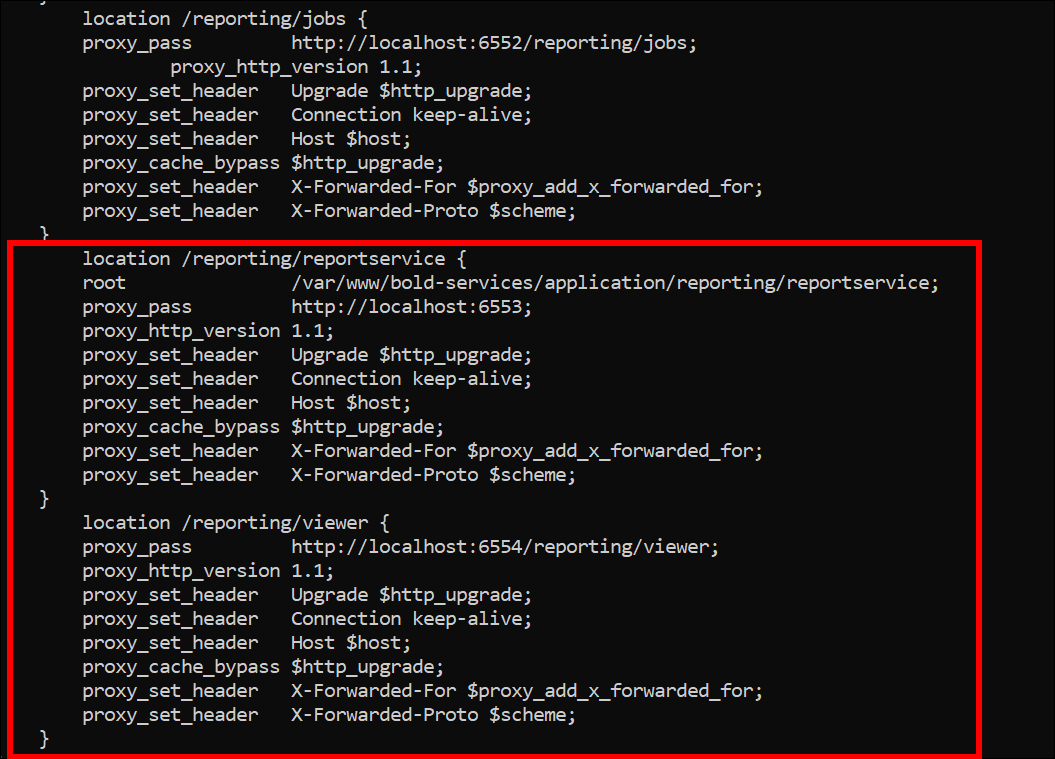 }
location /reporting/jobs {
proxy_pass http://localhost:6552/reporting/jobs;
proxy_http_version 1.1;
proxy_set_header Upgrade $http_upgrade;
proxy_set_header Connection keep-alive;
proxy_set_header Host $host;
proxy_cache_bypass $http_upgrade;
proxy_set_header X-Forwarded-For $proxy_add_x_forwarded_for;
proxy_set_header X-Forwarded-Proto $scheme;
}
location /reporting/reportservice {
root /var/www/bold-services/application/reporting/reportservice;
proxy_pass http://localhost:6553;
proxy_http_version 1.1;
proxy_set_header Upgrade $http_upgrade;
proxy_set_header Connection keep-alive;
proxy_set_header Host $host;
proxy_cache_bypass $http_upgrade;
proxy_set_header X-Forwarded-For $proxy_add_x_forwarded_for;
proxy_set_header X-Forwarded-Proto $scheme;
}
location /reporting/viewer {
proxy_pass http://localhost:6554/reporting/viewer;
proxy_http_version 1.1;
proxy_set_header Upgrade $http_upgrade;
proxy_set_header Connection keep-alive;
proxy_set_header Host $host;
proxy_cache_bypass $http_upgrade;
proxy_set_header X-Forwarded-For $proxy_add_x_forwarded_for;
proxy_set_header X-Forwarded-Proto $scheme;
}